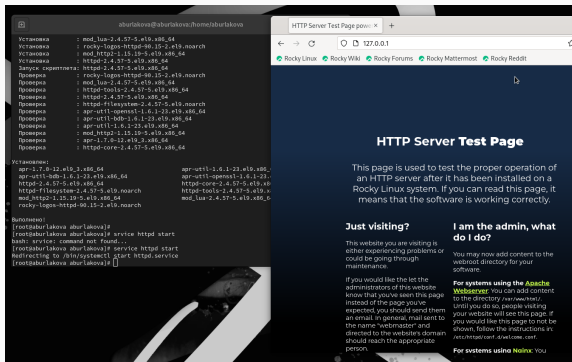 aburlakova@aburlakova:/home/aburlakova
Установка : mod_lua-2.4.57-5.el9.x86_64
Установка : rocky-logos-httpd-90.15-2.el9.noarch
Установка : mod_http2-1.15.19-5.el9.x86_64
Установка : httpd-2.4.57-5.el9.x86_64
Запуск скриптлета: httpd-2.4.57-5.el9.x86_64
Проверка : rocky-logos-httpd-90.15-2.el9.noarch
Проверка : mod_lua-2.4.57-5.el9.x86_64
Проверка : httpd-tools-2.4.57-5.el9.x86_64
Проверка : httpd-2.4.57-5.el9.x86_64
Проверка : httpd-filesystem-2.4.57-5.el9.noarch
Проверка : apr-util-openssl-1.6.1-23.el9.x86_64
Проверка : apr-util-bdb-1.6.1-23.el9.x86_64
Проверка : apr-util-1.6.1-23.el9.x86_64
Проверка : mod_http2-1.15.19-5.el9.x86_64
Проверка : apr-1.7.0-12.el9_3.x86_64
Проверка : httpd-core-2.4.57-5.el9.x86_64
Установлен:
apr-1.7.0-12.el9_3.x86_64 apr-util-1.6.1-23.el9.x86_
apr-util-bdb-1.6.1-23.el9.x86_64 apr-util-openssl-1.6.1-23.el
httpd-2.4.57-5.el9.x86_64 httpd-core-2.4.57-5.el9.x8
httpd-filesystem-2.4.57-5.el9.noarch httpd-tools-2.4.57-5.el9.x
mod_http2-1.15.19-5.el9.x86_64 mod_lua-2.4.57-5.el9.x86_6
rocky-logos-httpd-90.15-2.el9.noarch
Выполнено!
[root@aburlakova aburlakova]#
[root@aburlakova aburlakova]# srvice httpd start
bash: srvice: command not found...
[root@aburlakova aburlakova]# service httpd start
Redirecting to /bin/systemctl start httpd.service
[root@aburlakova aburlakova]#
HTTP Server Test Page powe
127.0.0.1
Rocky Linux Rocky Wiki Rocky Forums Rocky Mattermost Rocky Reddit
HTTP Server Test Page
This page is used to test the proper operation of
an HTTP server after it has been installed on a
Rocky Linux system. If you can read this page, it
means that the software is working correctly.
Just visiting?
This website you are visiting is
either experiencing problems or
could be going through
maintenance.
If you would like the let the
administrators of this website
know that you've seen this page
instead of the page you've
expected, you should send them
an email. In general, mail sent to
the name "webmaster" and
directed to the website's domain
should reach the appropriate
person.
I am the admin, what
do I do?
You may now add content to the
webroot directory for your
software.
For systems using the Apache
Webserver: You can add content
to the directory /var/www/html/.
Until you do so, people visiting
your website will see this page. If
you would like this page to not be
shown, follow the instructions in:
/etc/httpd/conf.d/welcome.conf.
For systems using Nginx: You